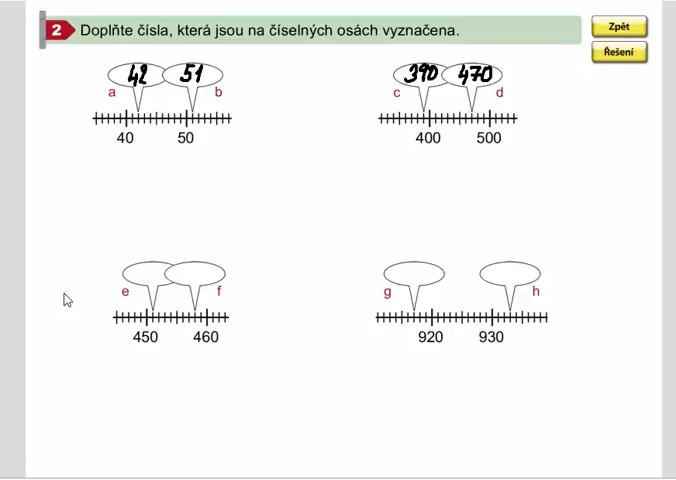 2 Doplňte čísla, která jsou na číselných osách vyznačena.
Zpět
Řešení
42 51
a b
40 50
390 470
c d
400 500
e f
450 460
g h
920 930